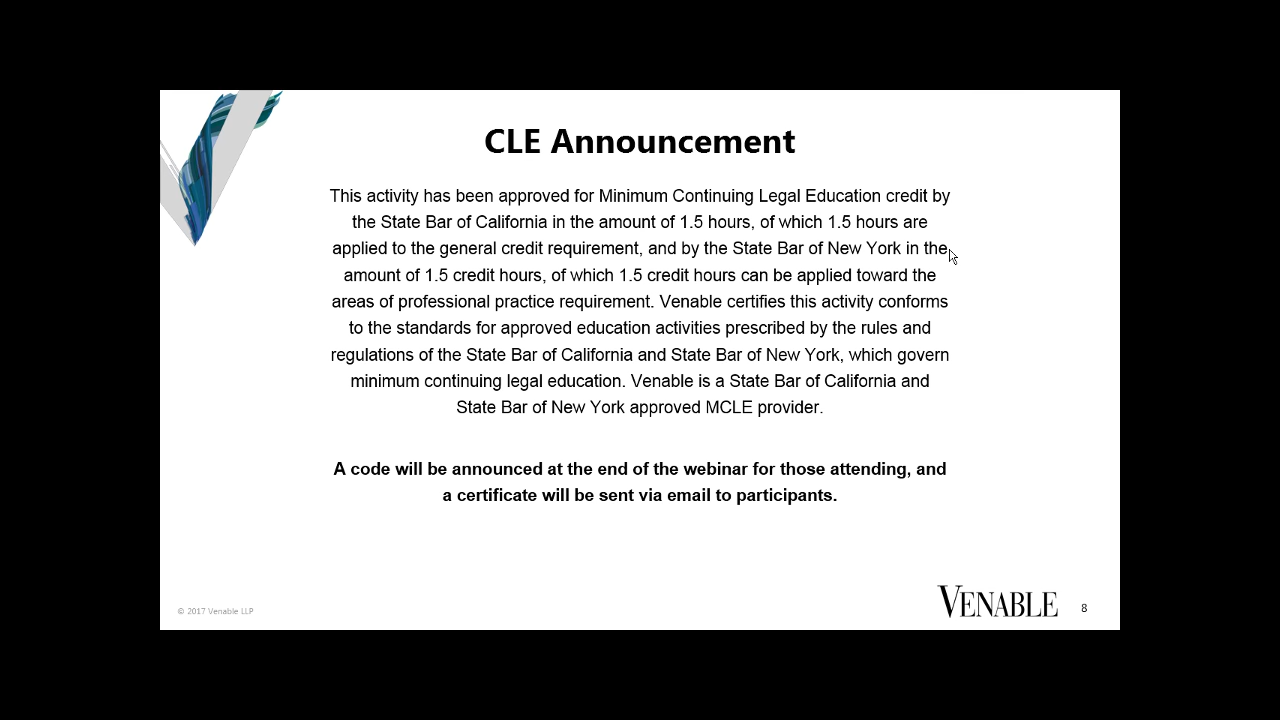 CLE Announcement
This activity has been approved for Minimum Continuing Legal Education credit by
the State Bar of California in the amount of 1.5 hours, of which 1.5 hours are
applied to the general credit requirement, and by the State Bar of New York in the
amount of 1.5 credit hours, of which 1.5 credit hours can be applied toward the
areas of professional practice requirement. Venable certifies this activity conforms
to the standards for approved education activities prescribed by the rules and
regulations of the State Bar of California and State Bar of New York, which govern
minimum continuing legal education. Venable is a State Bar of California and
State Bar of New York approved MCLE provider.
A code will be announced at the end of the webinar for those attending, and
a certificate will be sent via email to participants.
© 2017 Venable LLP
VENABLE
8